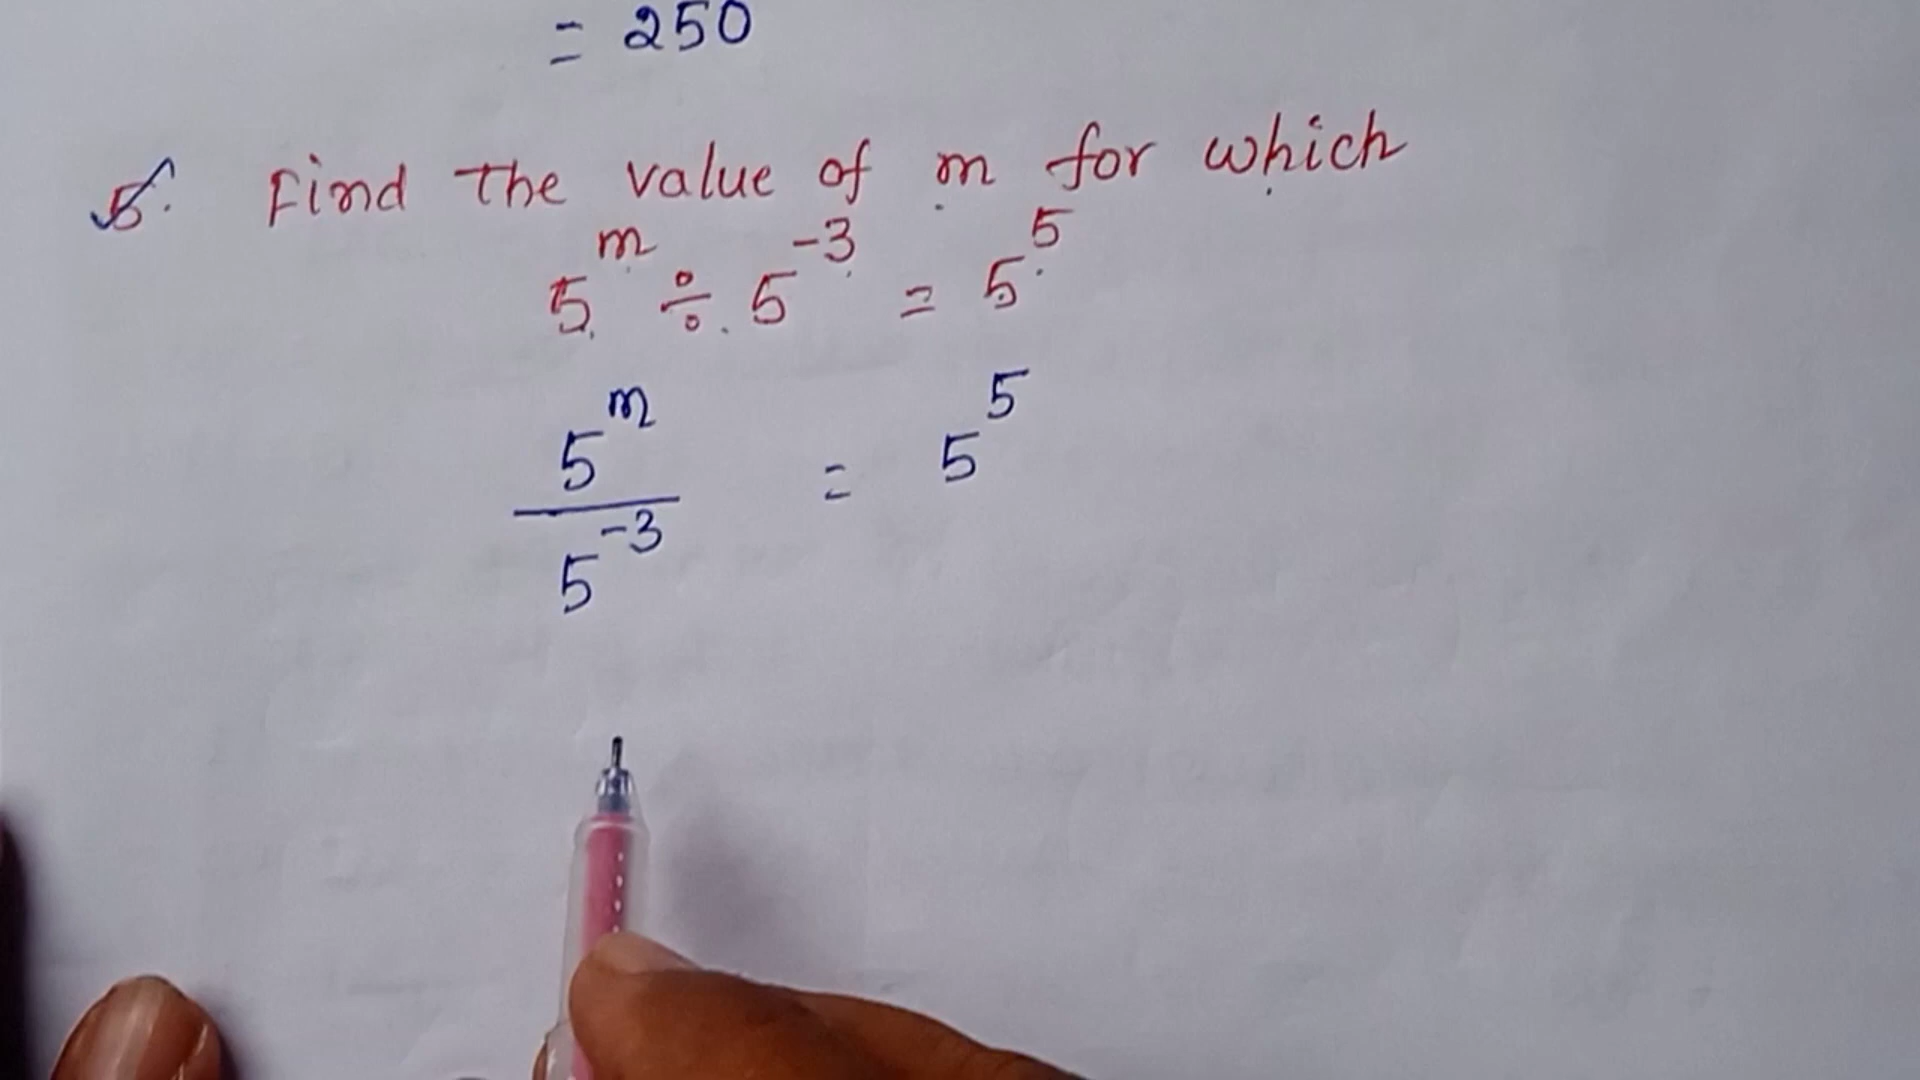 = 250
5. Find the value of m for which
5^m ÷ 5^-3 = 5^5
5^m / 5^-3 = 5^5